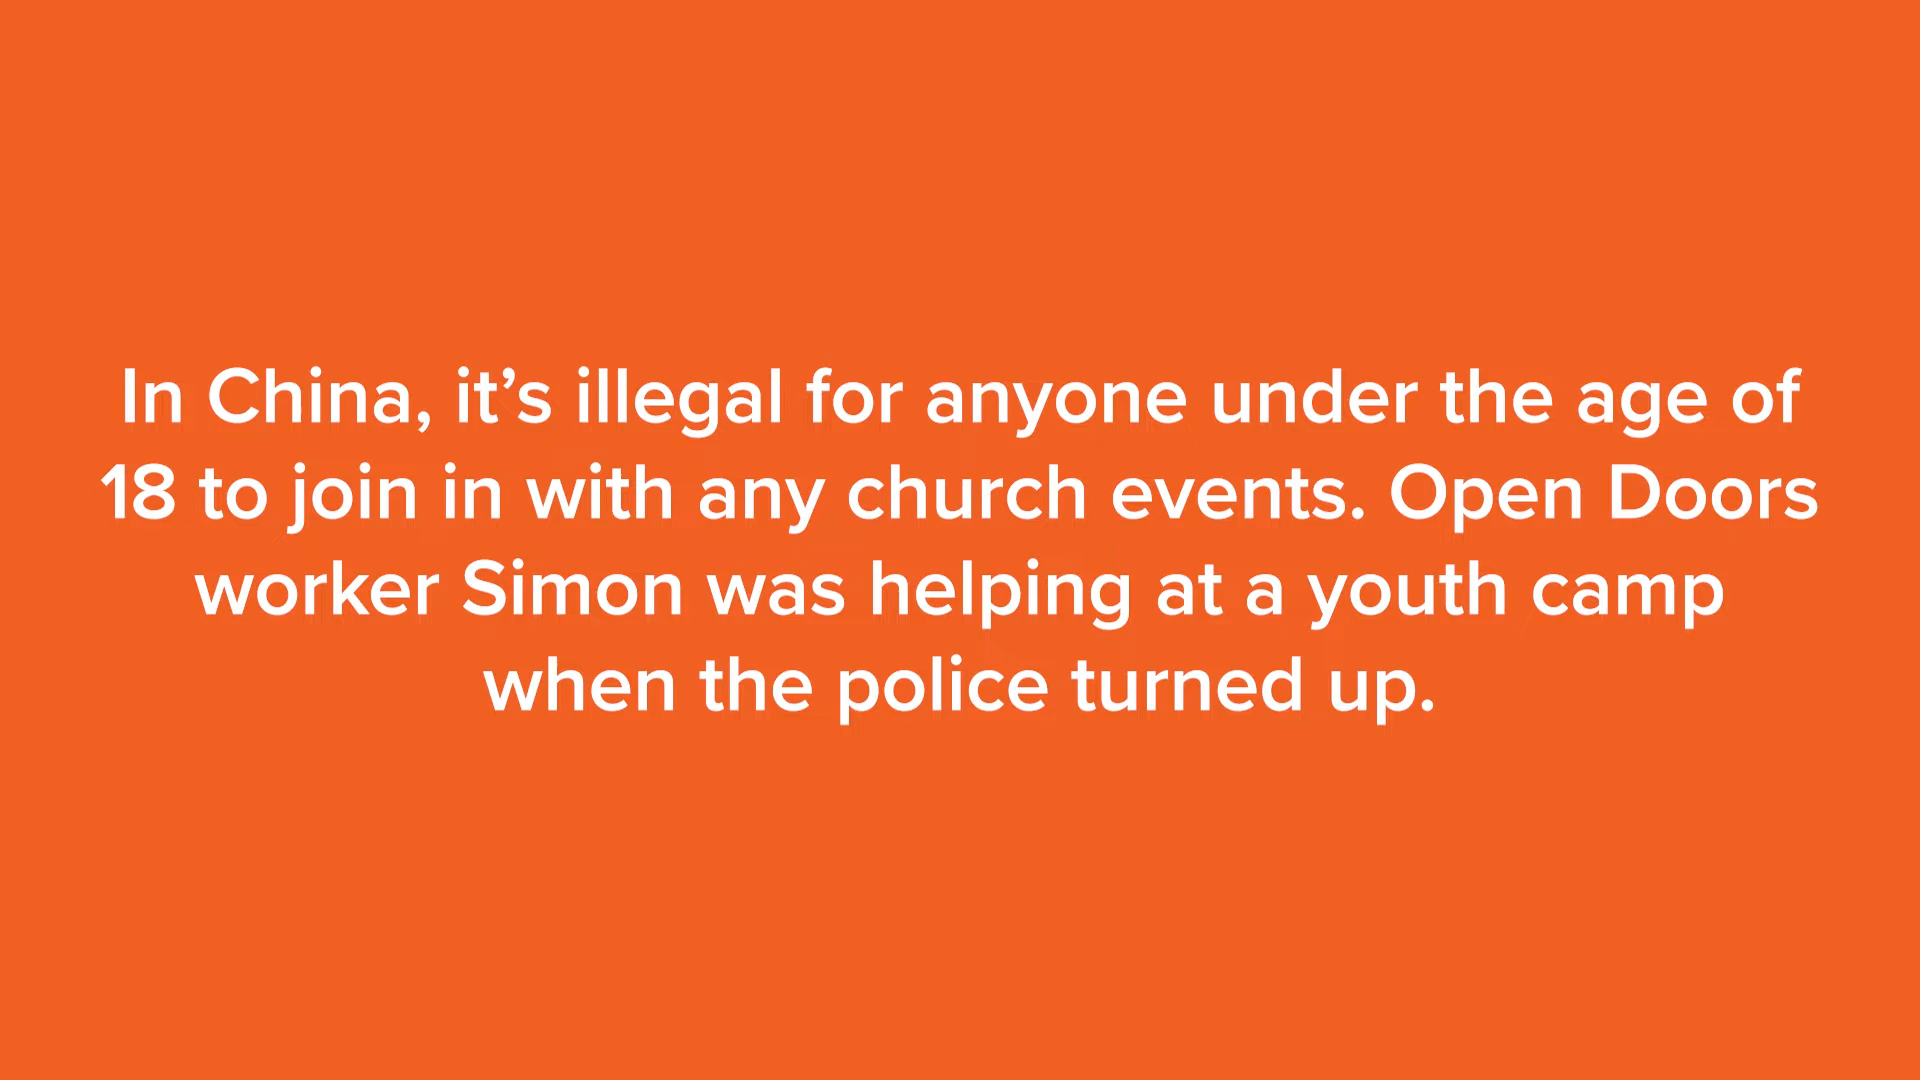 In China, it’s illegal for anyone under the age of
18 to join in with any church events. Open Doors
worker Simon was helping at a youth camp
when the police turned up.